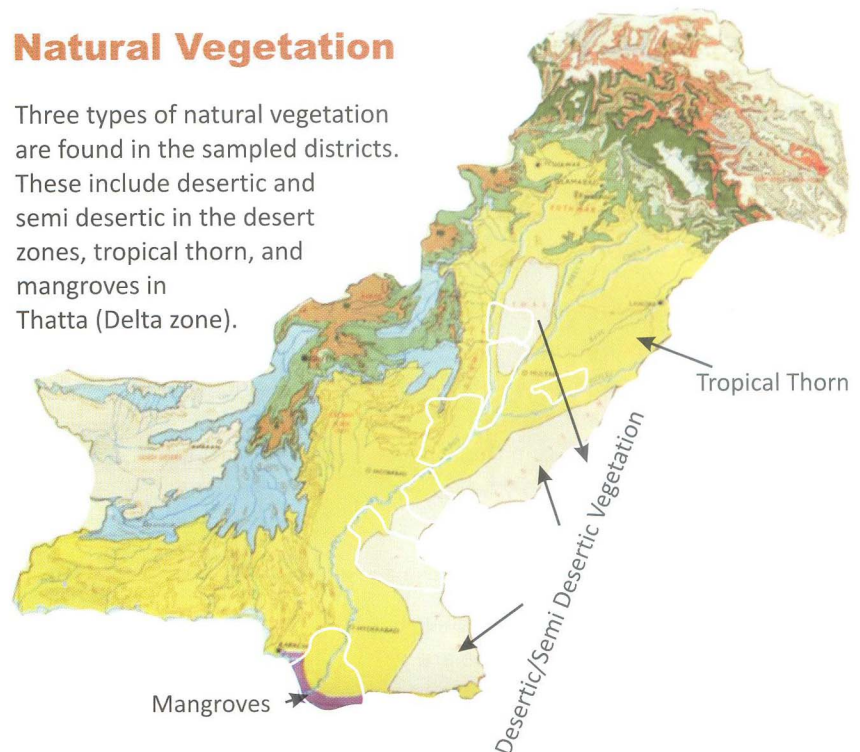 Natural Vegetation
Three types of natural vegetation
are found in the sampled districts.
These include desertic and
semi desertic in the desert
zones, tropical thorn, and
mangroves in
Thatta (Delta zone).
Tropical Thorn
Desertic/Semi Desertic Vegetation
HYDERABAD
KARACHI
Mangroves